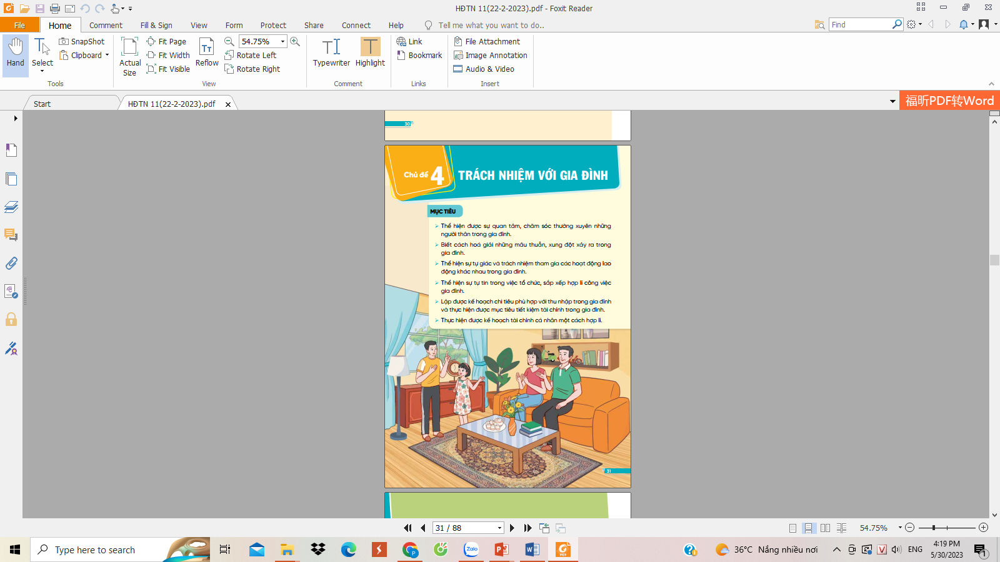 HĐTN 11(22-2-2023).pdf - Foxit Reader
File
Home
Comment
Fill & Sign
View
Form
Protect
Share
Connect
Help
Tell me what you want to do..
Find
Hand
Select
SnapShot
Clipboard
Tools
Actual
Size
Fit Page
Fit Width
Fit Visible
Reflow
54.75%
Rotate Left
Rotate Right
View
Typewriter
Highlight
Comment
Link
Bookmark
Links
File Attachment
Image Annotation
Audio & Video
Insert
Start
HĐTN 11(22-2-2023).pdf
福昕PDF转Word
30
Chủ đề 4
TRÁCH NHIỆM VỚI GIA ĐÌNH
MỤC TIÊU
Thể hiện được sự quan tâm, chăm sóc thường xuyên những
người thân trong gia đình.
Biết cách hoá giải những mâu thuẫn, xung đột xảy ra trong
gia đình.
Thể hiện sự tự giác và trách nhiệm tham gia các hoạt động lao
động khác nhau trong gia đình.
Thể hiện sự tự tin trong việc tổ chức, sắp xếp hợp lí công việc
gia đình.
Lập được kế hoạch chi tiêu phù hợp với thu nhập trong gia đình
và thực hiện được mục tiêu tiết kiệm tài chính trong gia đình.
Thực hiện được kế hoạch tài chính cá nhân một cách hợp lí.
31
31 / 88
54.75%
Type here to search
Zalo
36°C Nắng nhiều nơi
ENG
4:19 PM
5/30/2023
1